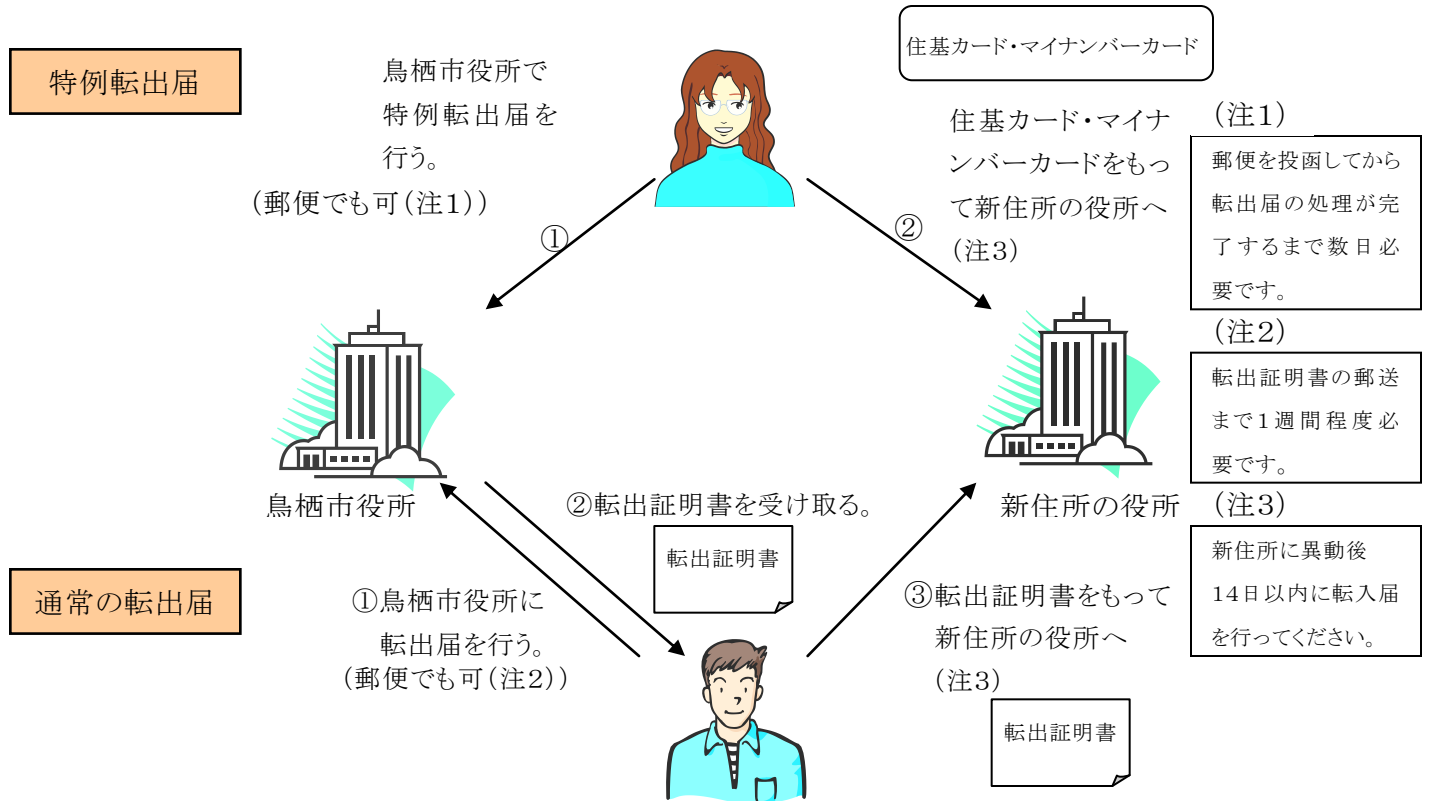 特例転出届
鳥栖市役所で
特例転出届を
行う。
(郵便でも可(注1))
①
住基カード・マイナンバーカード
②
住基カード・マイナ
ンバーカードをもっ
て新住所の役所へ
(注3)
(注1)
郵便を投函してから
転出届の処理が完
了するまで数日必
要です。
(注2)
転出証明書の郵送
まで1週間程度必
要です。
(注3)
新住所に異動後
14日以内に転入届
を行ってください。
鳥栖市役所
新住所の役所
通常の転出届
①鳥栖市役所に
転出届を行う。
(郵便でも可(注2))
②転出証明書を受け取る。
転出証明書
③転出証明書をもって
新住所の役所へ
(注3)
転出証明書